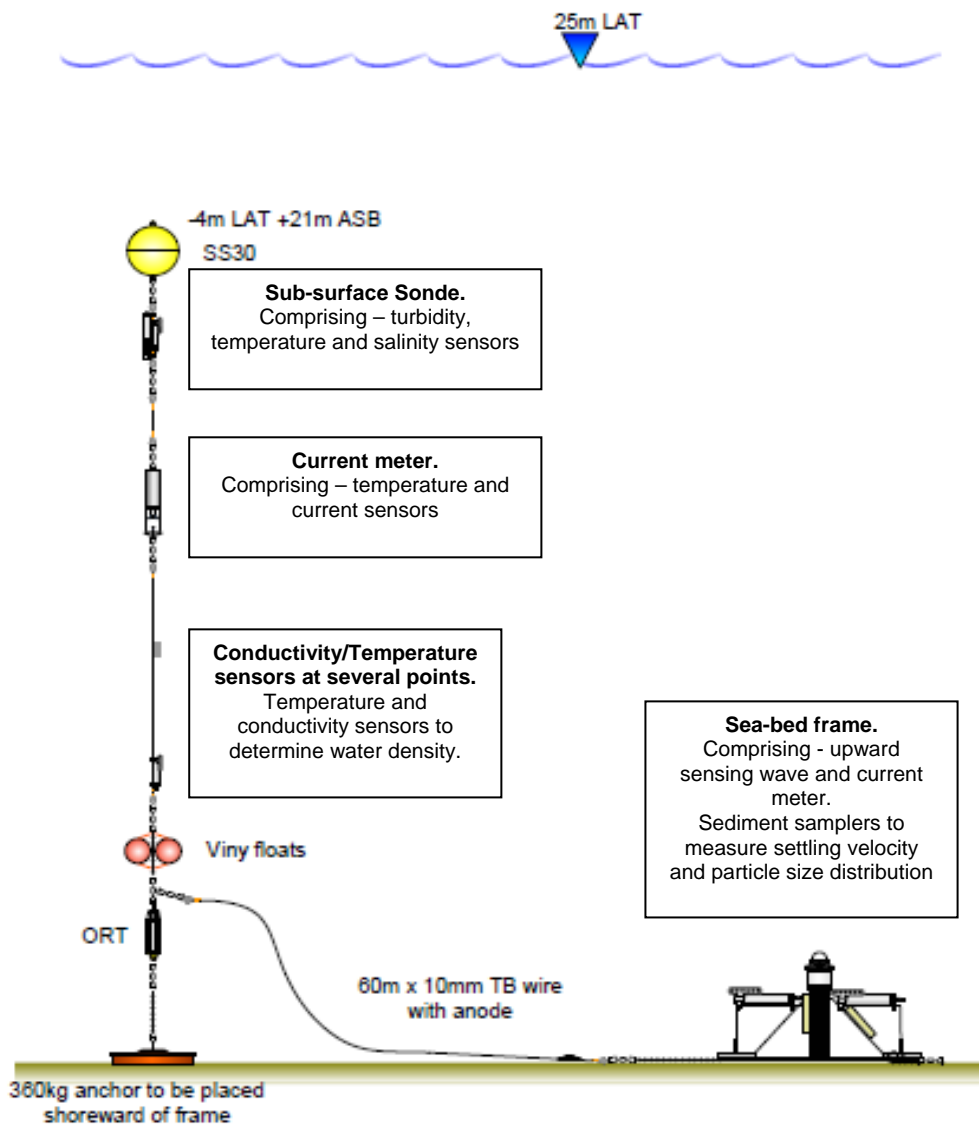 25m LAT
-4m LAT +21m ASB
SS30
Sub-surface Sonde.
Comprising – turbidity,
temperature and salinity sensors
Current meter.
Comprising – temperature and
current sensors
Conductivity/Temperature
sensors at several points.
Temperature and
conductivity sensors to
determine water density.
Sea-bed frame.
Comprising - upward
sensing wave and current
meter.
Sediment samplers to
measure settling velocity
and particle size distribution
Viny floats
ORT
60m x 10mm TB wire
with anode
360kg anchor to be placed
shoreward of frame